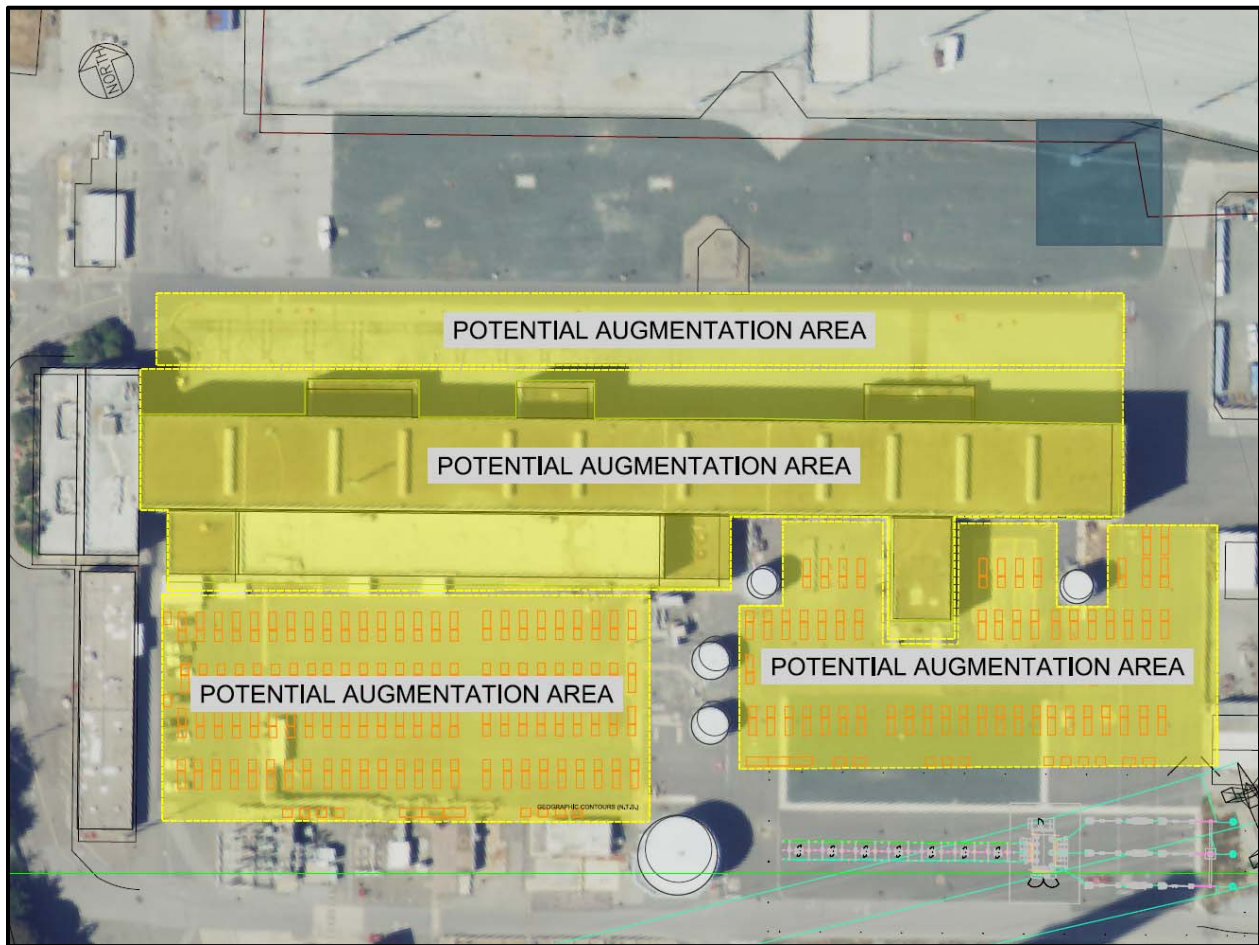 NORTH
POTENTIAL AUGMENTATION AREA
POTENTIAL AUGMENTATION AREA
POTENTIAL AUGMENTATION AREA
POTENTIAL AUGMENTATION AREA
GEOGRAPHIC CONTOURS (N.T.S.)